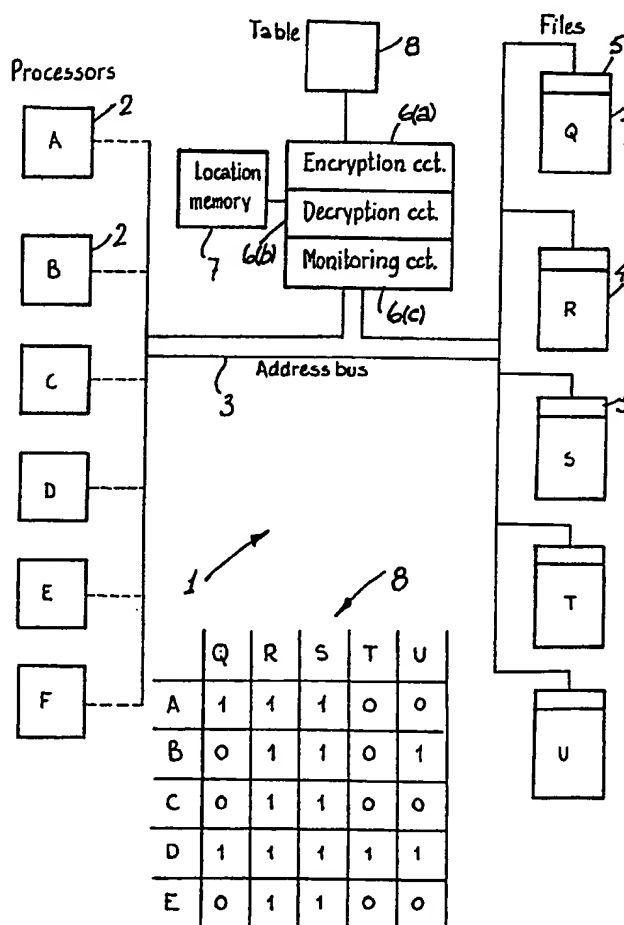 Table
8
Files
5
Processors
2
6(a)
A
Encryption cct.
Q
Location
memory
Decryption cct.
2
7
6(b)
Monitoring cct.
B
6(c)
R
Address bus
3
C
S
D
1
8
T
E
Q R S T U
F
A 1 1 1 0 0
B 0 1 1 0 1
U
C 0 1 1 0 0
D 1 1 1 1 1
E 0 1 1 0 0